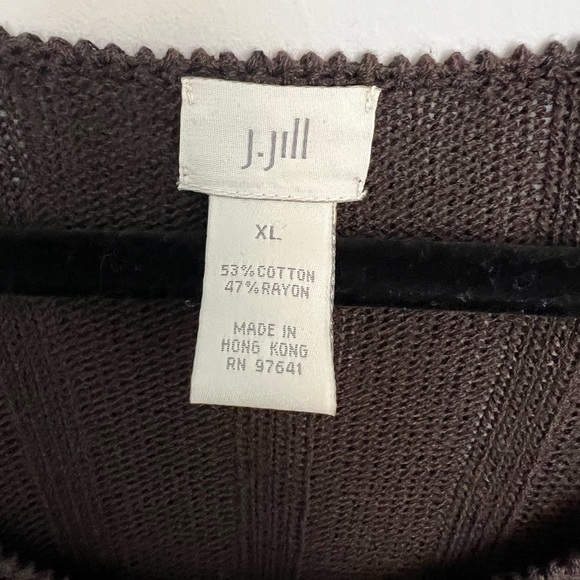 J.Jill
XL
53%COTTON
47%RAYON
MADE IN
HONG KONG
RN 97641